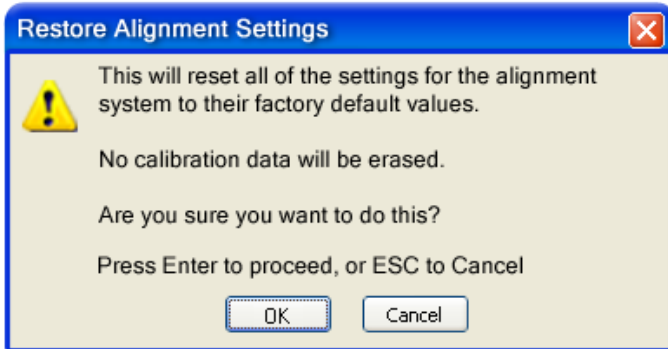 Restore Alignment Settings
This will reset all of the settings for the alignment
system to their factory default values.
No calibration data will be erased.
Are you sure you want to do this?
Press Enter to proceed, or ESC to Cancel
OK
Cancel